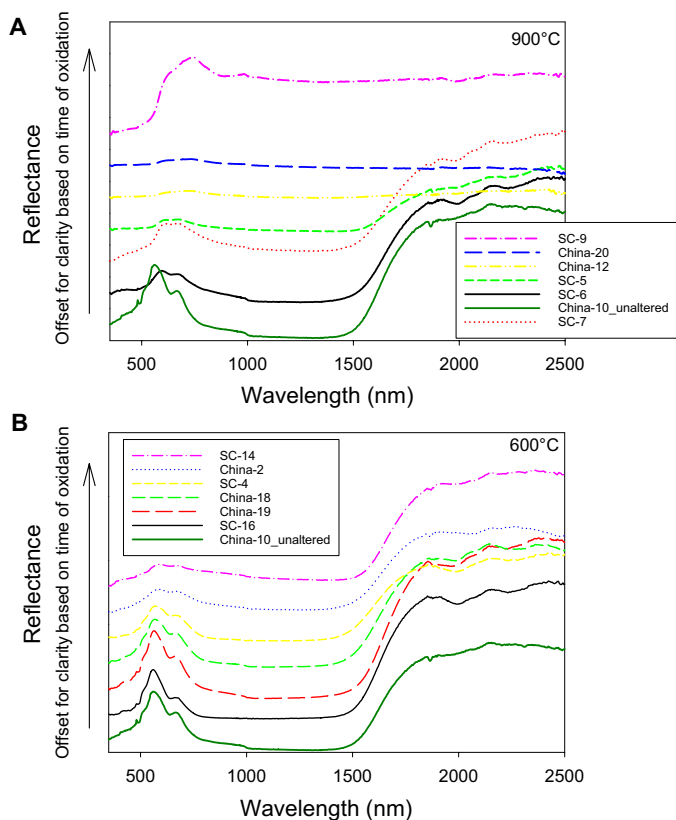 A
900°C
Reflectance
Offset for clarity based on time of oxidation
SC-9
China-20
China-12
SC-5
SC-6
China-10_unaltered
SC-7
500
1000
1500
2000
2500
Wavelength (nm)
B
600°C
Reflectance
Offset for clarity based on time of oxidation
SC-14
China-2
SC-4
China-18
China-19
SC-16
China-10_unaltered
500
1000
1500
2000
2500
Wavelength (nm)